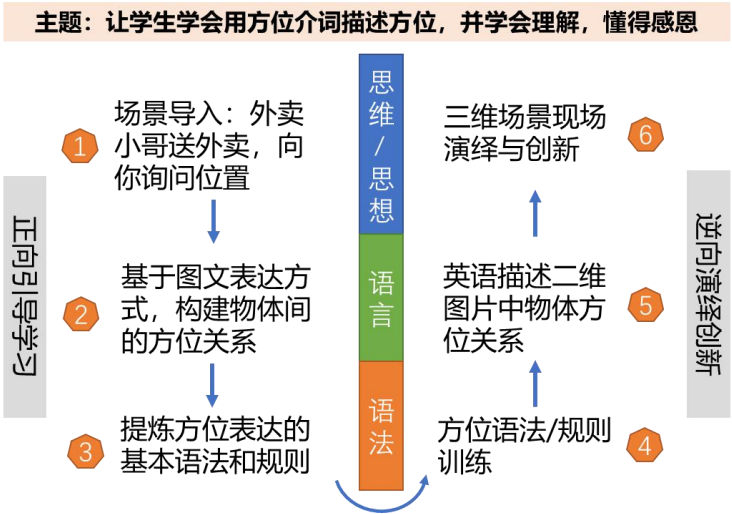 主题：让学生学会用方位介词描述方位，并学会理解，懂得感恩
正向引导学习
1
场景导入：外卖
小哥送外卖，向
你询问位置
2
基于图文表达方
式，构建物体间
的方位关系
3
提炼方位表达的
基本语法和规则
思维/思想
语言
语法
4
方位语法/规则
训练
5
英语描述二维
图片中物体方
位关系
6
三维场景现场
演绎与创新
逆向演绎创新